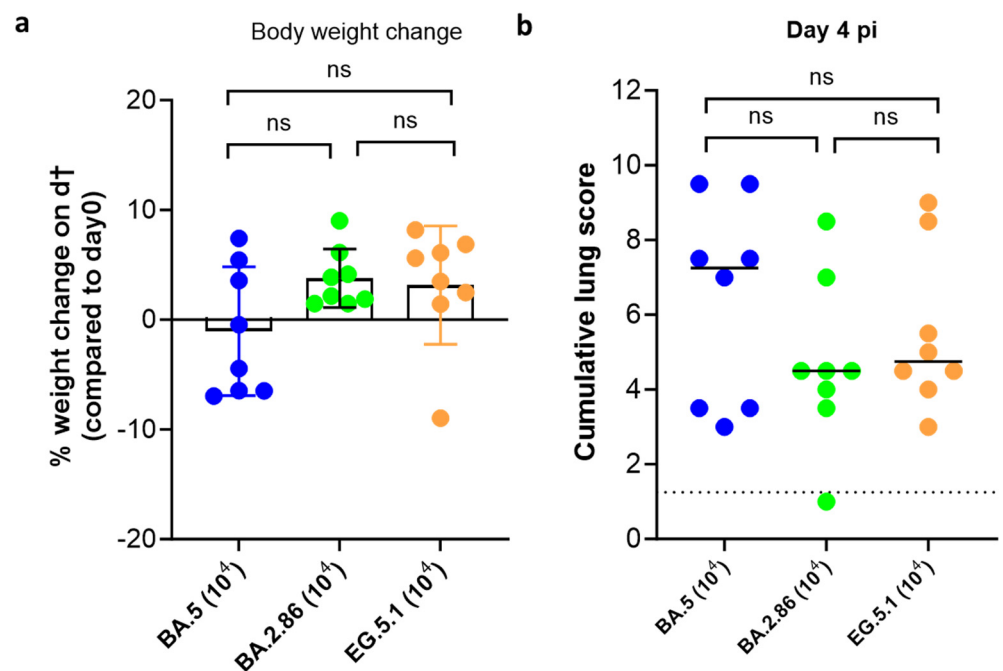 a
Body weight change
ns
ns
ns
% weight change on d†
(compared to day0)
20
10
0
-10
-20
BA.5 (10⁴)
BA.2.86 (10⁴)
EG.5.1 (10⁴)
b
Day 4 pi
ns
ns
ns
Cumulative lung score
12
10
8
6
4
2
0
BA.5 (10⁴)
BA.2.86 (10⁴)
EG.5.1 (10⁴)